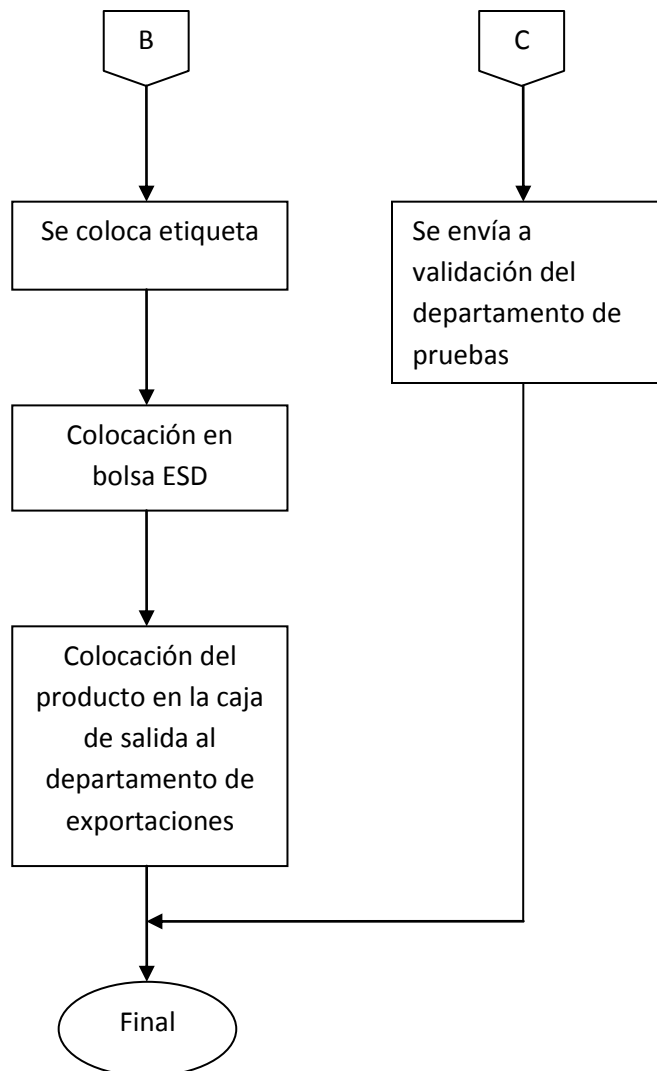 B
C
Se coloca etiqueta
Se envía a
validación del
departamento de
pruebas
Colocación en
bolsa ESD
Colocación del
producto en la caja
de salida al
departamento de
exportaciones
Final